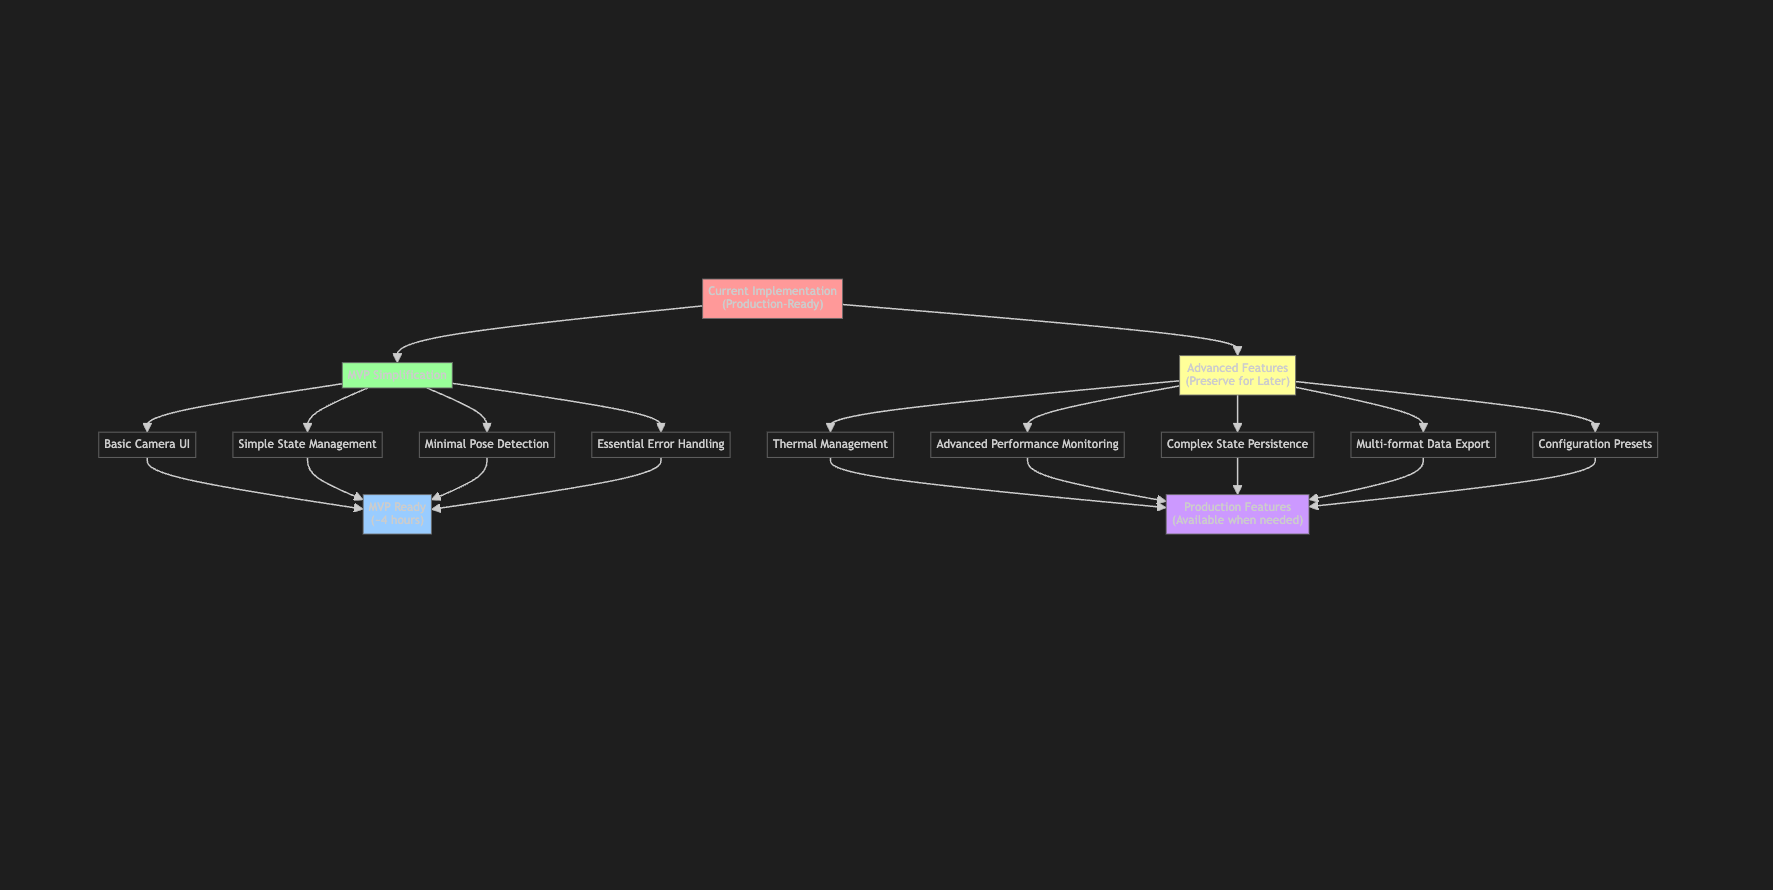 Current Implementation
(Production-Ready)
MVP Simplification
Advanced Features
(Preserve for Later)
Basic Camera UI
Simple State Management
Minimal Pose Detection
Essential Error Handling
Thermal Management
Advanced Performance Monitoring
Complex State Persistence
Multi-format Data Export
Configuration Presets
MVP Ready
(~4 hours)
Production Features
(Available when needed)